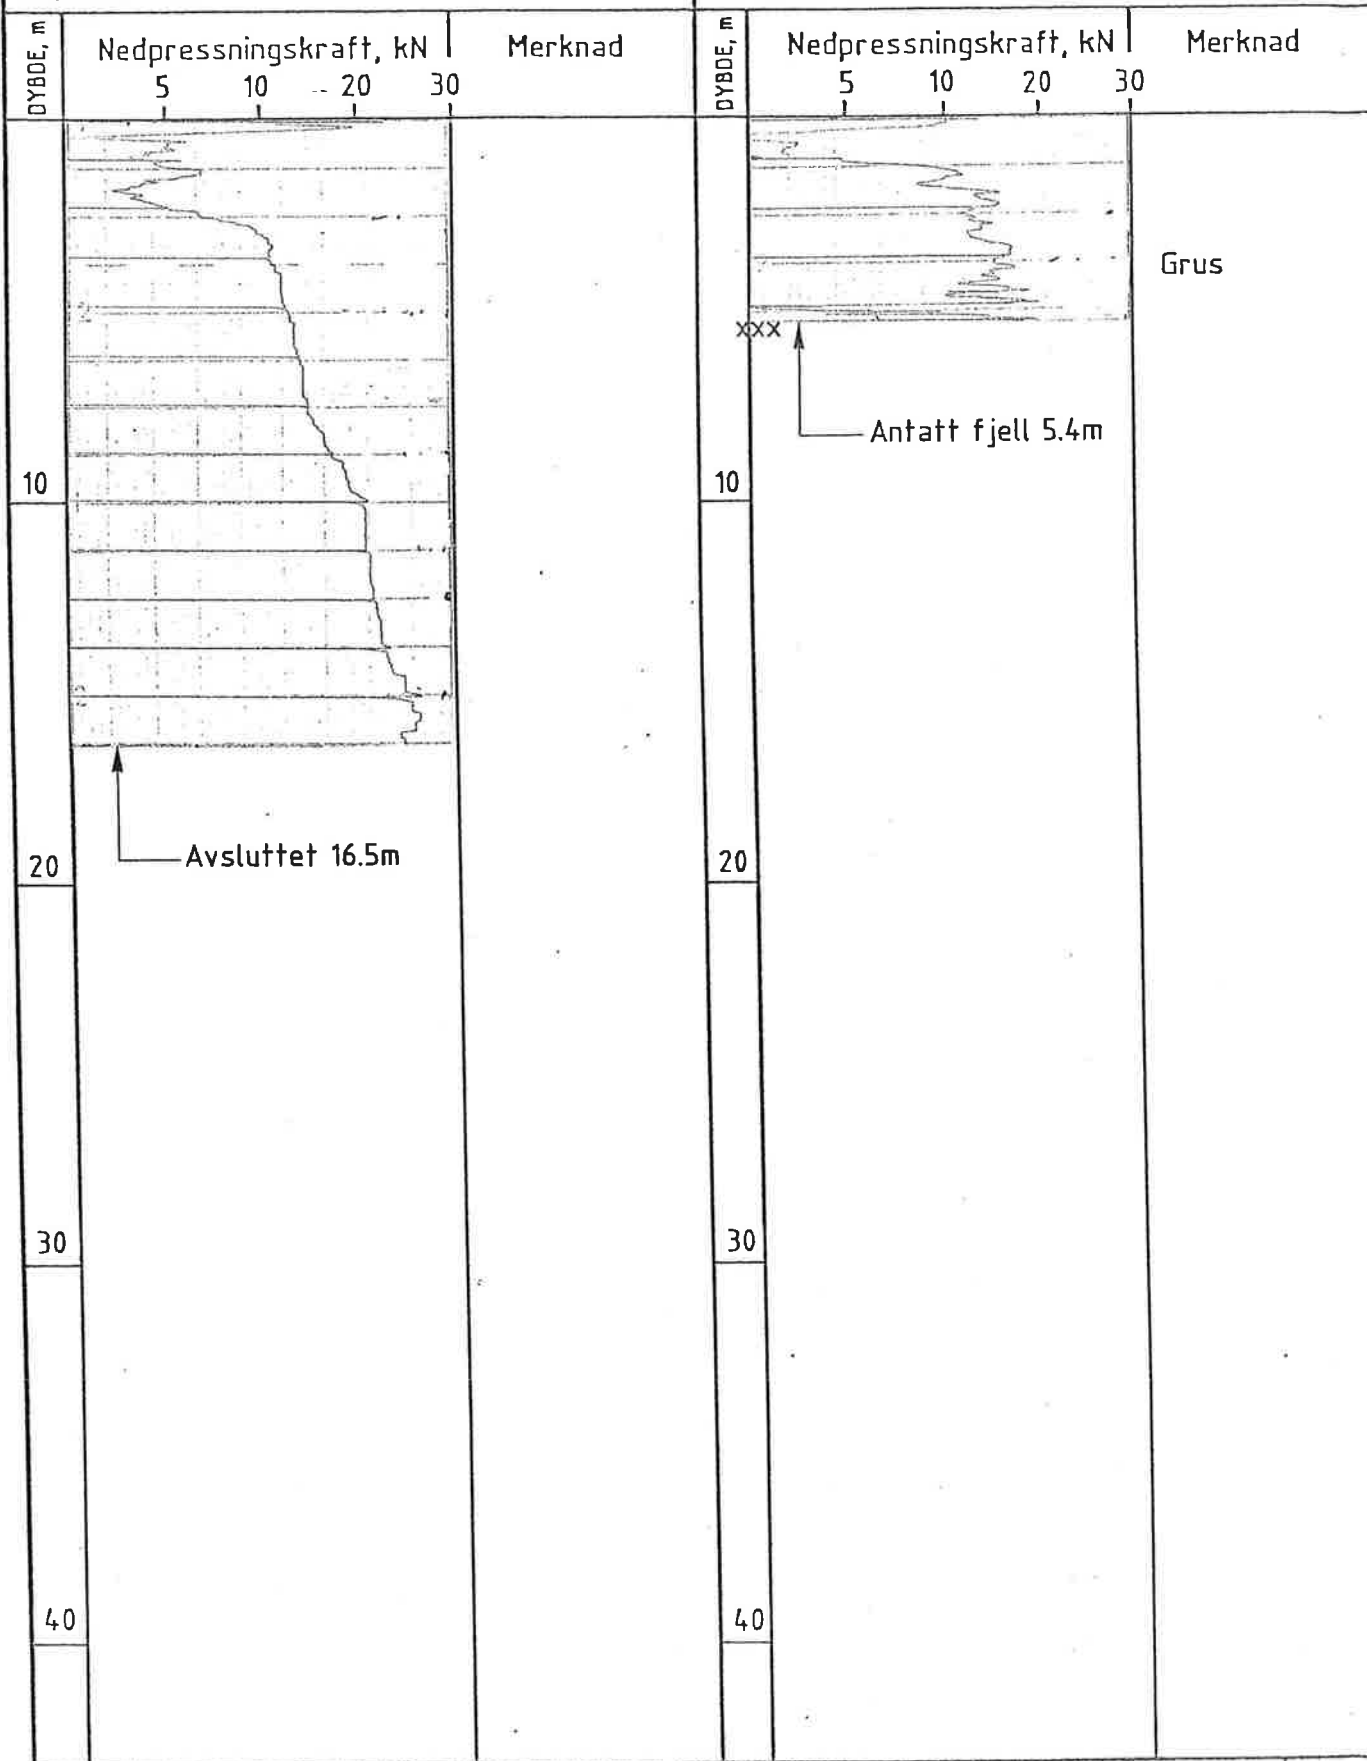 DYBDE, m
Nedpressningskraft, kN
Merknad
5 10 20 30
10
Avsluttet 16.5m
20
30
40
DYBDE, m
Nedpressningskraft, kN
Merknad
5 10 20 30
Grus
xxx
Antatt fjell 5.4m
10
20
30
40